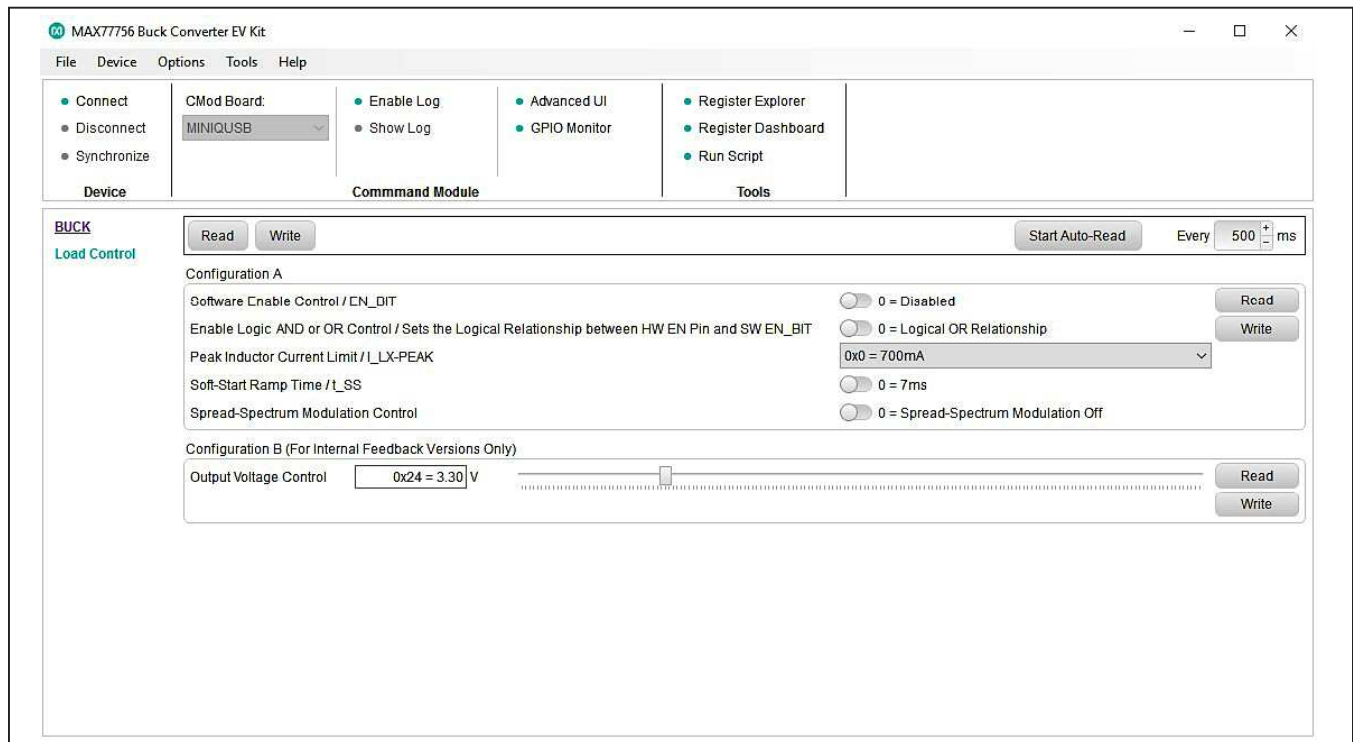 MAX77756 Buck Converter EV Kit
File Device Options Tools Help
Connect
Disconnect
Synchronize
Device
CMod Board:
MINIQUSB
Enable Log
Show Log
Advanced UI
GPIO Monitor
Commmand Module
Register Explorer
Register Dashboard
Run Script
Tools
BUCK
Load Control
Read Write Start Auto-Read Every 500 + - ms
Configuration A
Software Enable Control / EN_BIT 0 = Disabled Read
Enable Logic AND or OR Control / Sets the Logical Relationship between HW EN Pin and SW EN_BIT 0 = Logical OR Relationship Write
Peak Inductor Current Limit / I_LX-PEAK 0x0 = 700mA
Soft-Start Ramp Time / t_SS 0 = 7ms
Spread-Spectrum Modulation Control 0 = Spread-Spectrum Modulation Off
Configuration B (For Internal Feedback Versions Only)
Output Voltage Control 0x24 = 3.30 V Read
Write